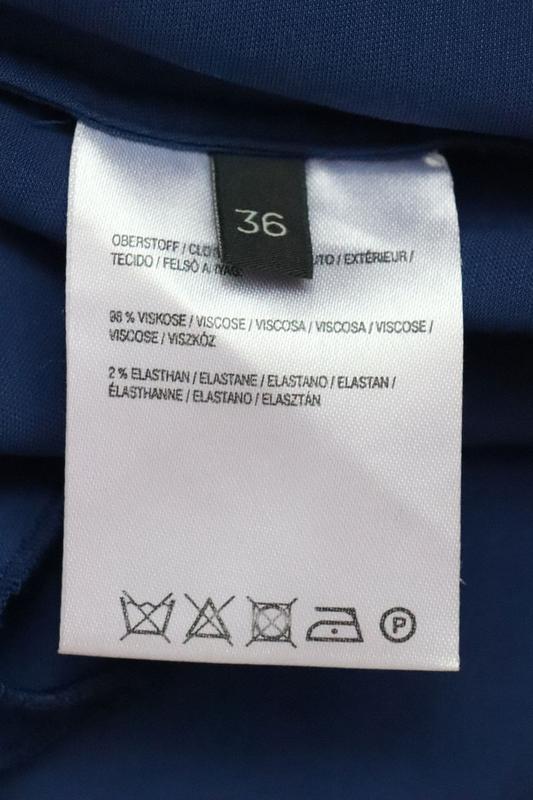 36
OBERSTOFF / UTO / EXTÉRIEUR /
TECIDO / FELSŐ
98 % VISKOSE / VISCOSE / VISCOSA / VISCOSA / VISCOSE /
VISCOSE / VISZKÓZ
2 % ELASTHAN / ELASTANE / ELASTANO / ELASTAN /
ÉLASTHANNE / ELASTANO / ELASZTÁN
P